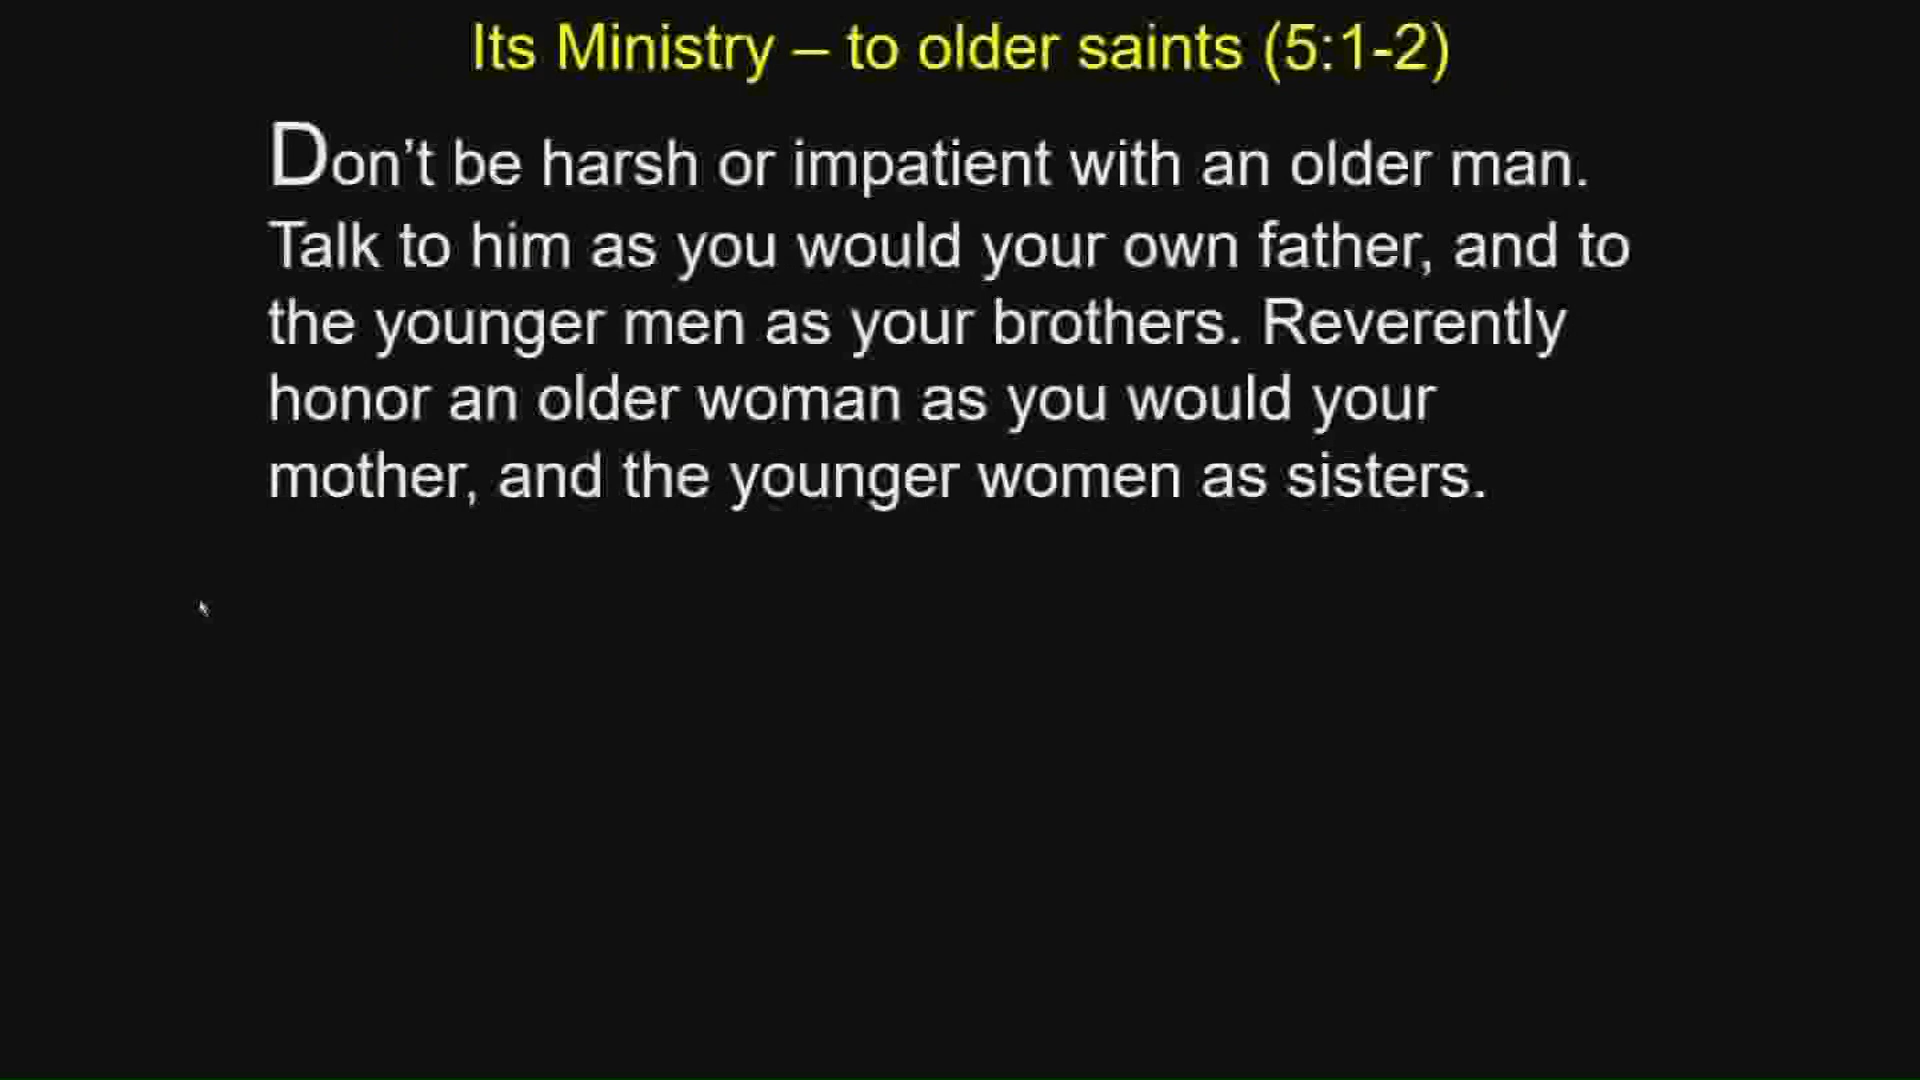 Its Ministry – to older saints (5:1-2)
Don’t be harsh or impatient with an older man.
Talk to him as you would your own father, and to
the younger men as your brothers. Reverently
honor an older woman as you would your
mother, and the younger women as sisters.